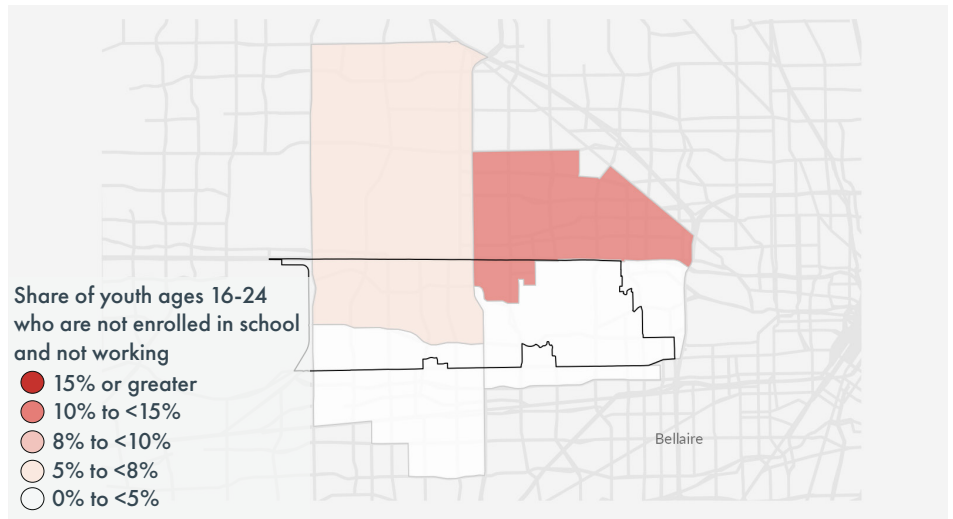 Share of youth ages 16-24
who are not enrolled in school
and not working
15% or greater
10% to <15%
8% to <10%
5% to <8%
0% to <5%
Bellaire